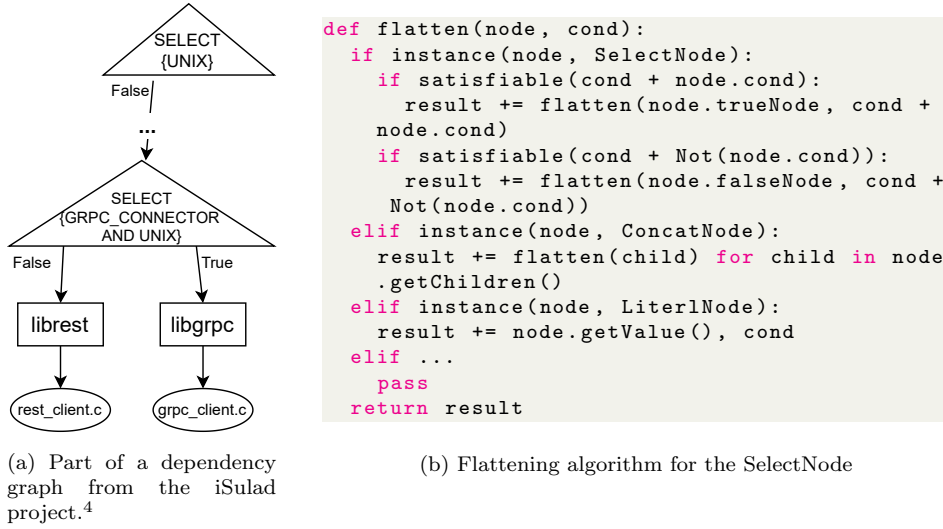 SELECT
{UNIX}
False
...
SELECT
{GRPC_CONNECTOR
AND UNIX}
False
True
librest
libgrpc
rest_client.c
grpc_client.c
(a) Part of a dependency
graph from the iSulad
project.4
def flatten(node, cond):
  if instance(node, SelectNode):
    if satisfiable(cond + node.cond):
      result += flatten(node.trueNode, cond +
    node.cond)
    if satisfiable(cond + Not(node.cond)):
      result += flatten(node.falseNode, cond +
     Not(node.cond))
  elif instance(node, ConcatNode):
    result += flatten(child) for child in node
    .getChildren()
  elif instance(node, LiterlNode):
    result += node.getValue(), cond
  elif ...
    pass
  return result
(b) Flattening algorithm for the SelectNode